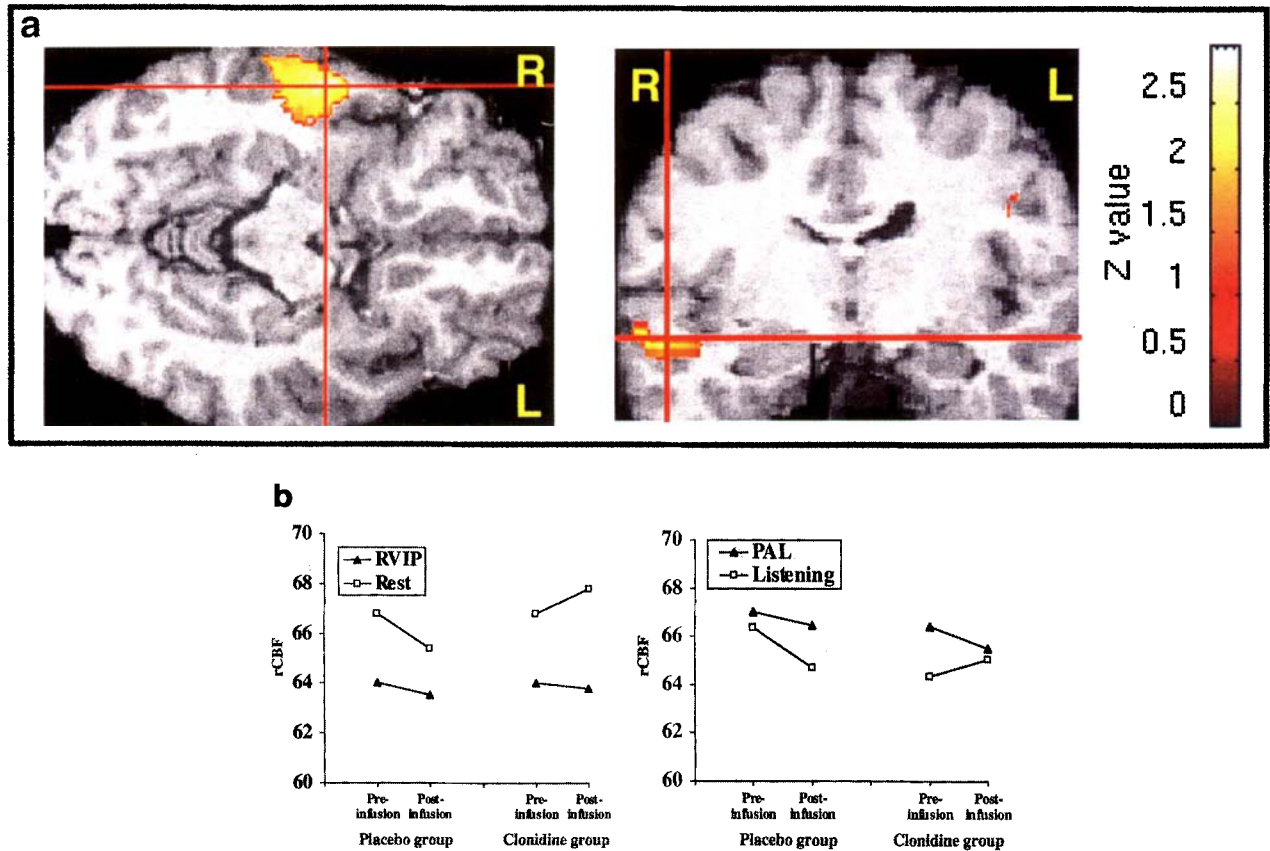 a
R
L
R
L
Z value
2.5
2
1.5
1
0.5
0
b
70
68
66
64
62
60
rCBF
RVIP
Rest
Pre-
infusion
Post-
infusion
Pre-
infusion
Post-
infusion
Placebo group
Clonidine group
70
68
66
64
62
60
rCBF
PAL
Listening
Pre-
infusion
Post-
infusion
Pre-
infusion
Post-
infusion
Placebo group
Clonidine group